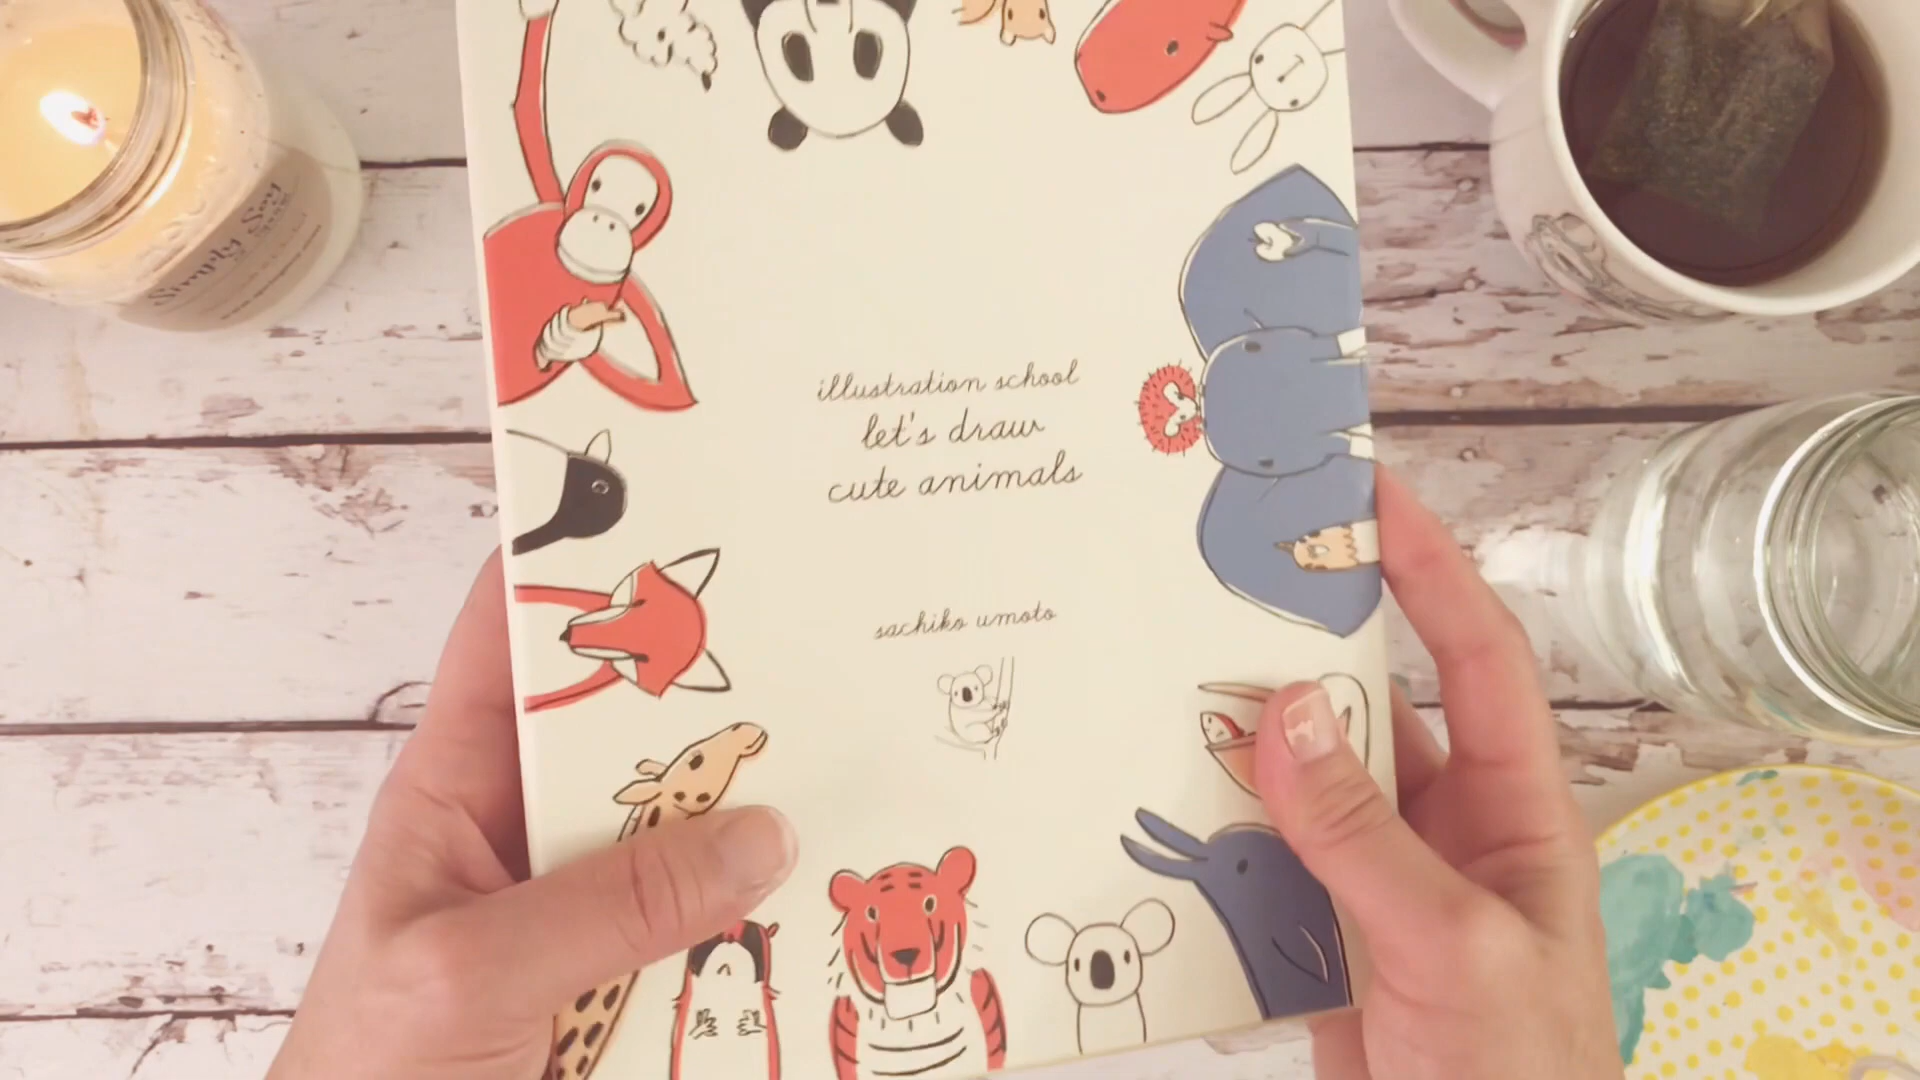 illustration school
let's draw
cute animals
sachiko umoto
Simply Soy